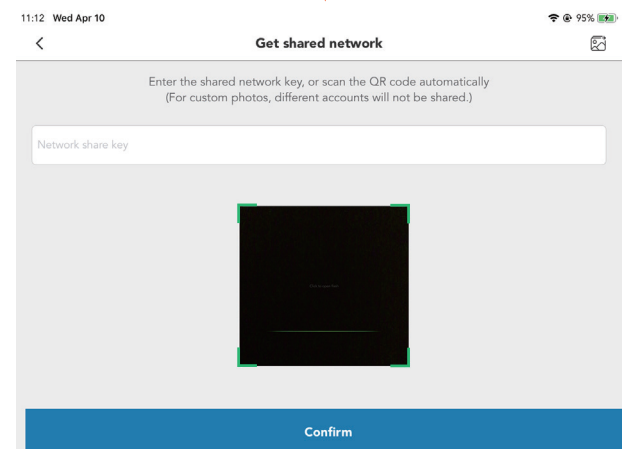 11:12 Wed Apr 10
95%
Get shared network
Enter the shared network key, or scan the QR code automatically
(For custom photos, different accounts will not be shared.)
Network share key
Confirm